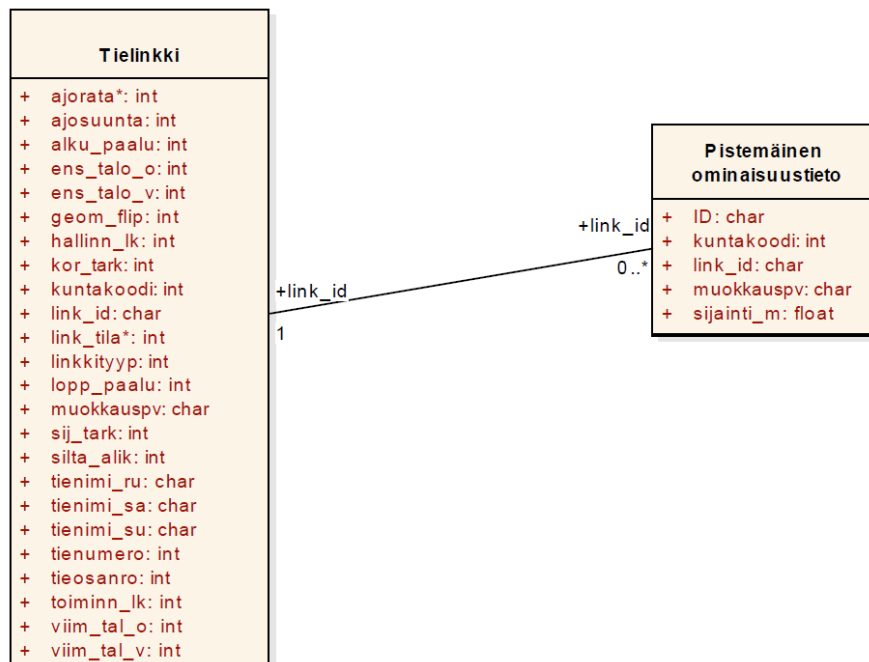 Tielinkki
+ ajorata*: int
+ ajosuunta: int
+ alku_paalu: int
+ ens_talo_o: int
+ ens_talo_v: int
+ geom_flip: int
+ hallinn_lk: int
+ kor_tark: int
+ kuntakoodi: int
+ link_id: char
+ link_tila*: int
+ linkkityyp: int
+ lopp_paalu: int
+ muokkauspv: char
+ sij_tark: int
+ silta_alik: int
+ tienimi_ru: char
+ tienimi_sa: char
+ tienimi_su: char
+ tienumero: int
+ tieosanro: int
+ toiminn_lk: int
+ viim_tal_o: int
+ viim_tal_v: int
+link_id
1
+link_id
0..*
Pistemäinen
ominaisuustieto
+ ID: char
+ kuntakoodi: int
+ link_id: char
+ muokkauspv: char
+ sijainti_m: float